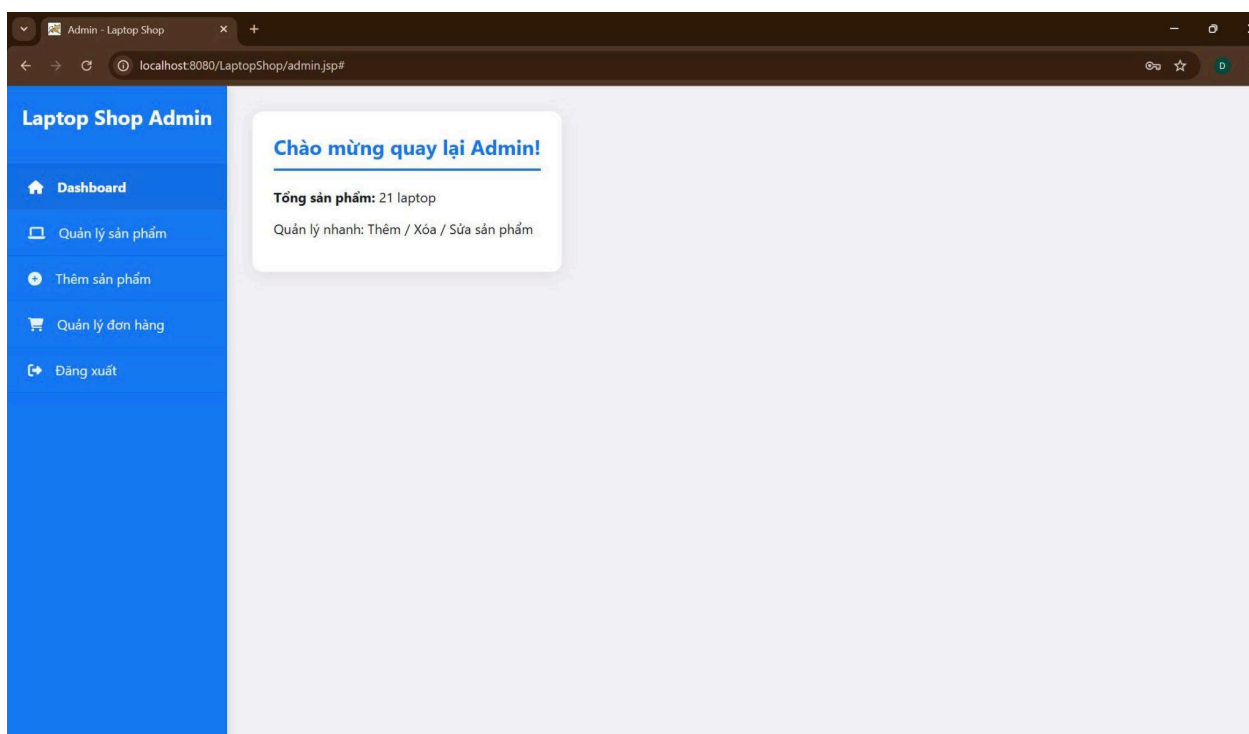 Admin - Laptop Shop
localhost:8080/LaptopShop/admin.jsp#
D
Laptop Shop Admin
Dashboard
Quản lý sản phẩm
Thêm sản phẩm
Quản lý đơn hàng
Đăng xuất
Chào mừng quay lại Admin!
Tổng sản phẩm: 21 laptop
Quản lý nhanh: Thêm / Xóa / Sửa sản phẩm